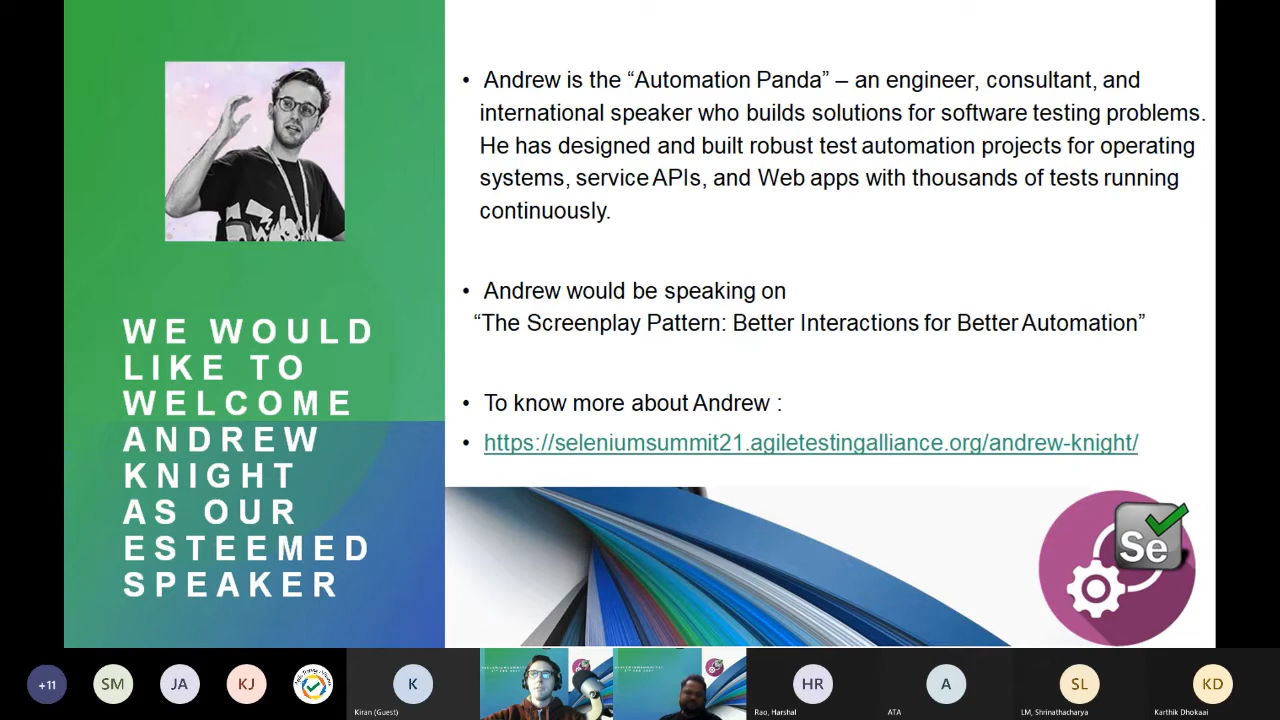 WE WOULD
LIKE TO
WELCOME
ANDREW
KNIGHT
AS OUR
ESTEEMED
SPEAKER
• Andrew is the “Automation Panda” – an engineer, consultant, and
international speaker who builds solutions for software testing problems.
He has designed and built robust test automation projects for operating
systems, service APIs, and Web apps with thousands of tests running
continuously.
• Andrew would be speaking on
“The Screenplay Pattern: Better Interactions for Better Automation”
• To know more about Andrew :
• https://seleniumsummit21.agiletestingalliance.org/andrew-knight/
Se
+11
SM
JA
KJ
K
Kiran (Guest)
HR
Rao, Harshal
A
ATA
SL
LM, Shrinathacharya
KD
Karthik Dhokaai